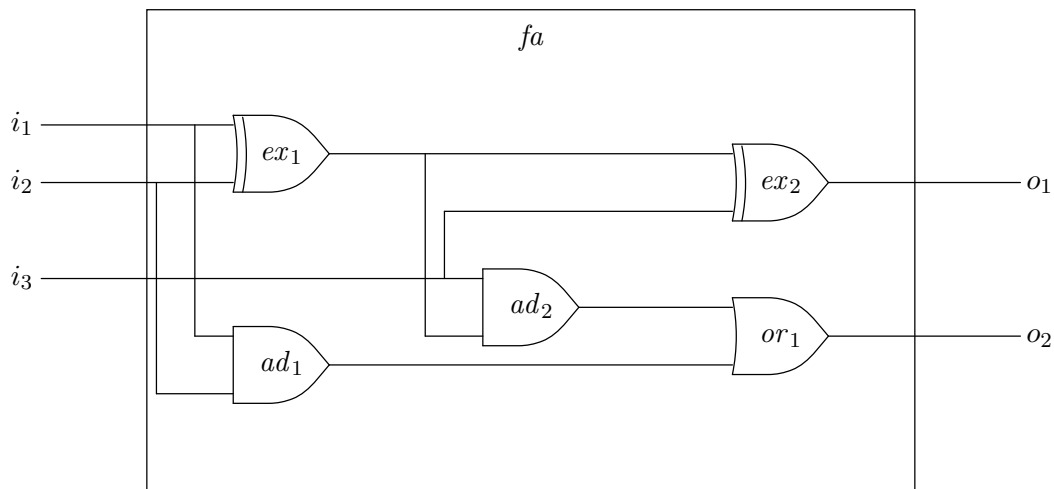 fa
i₁
ex₁
i₂
ex₂
o₁
i₃
ad₂
or₁
o₂
ad₁